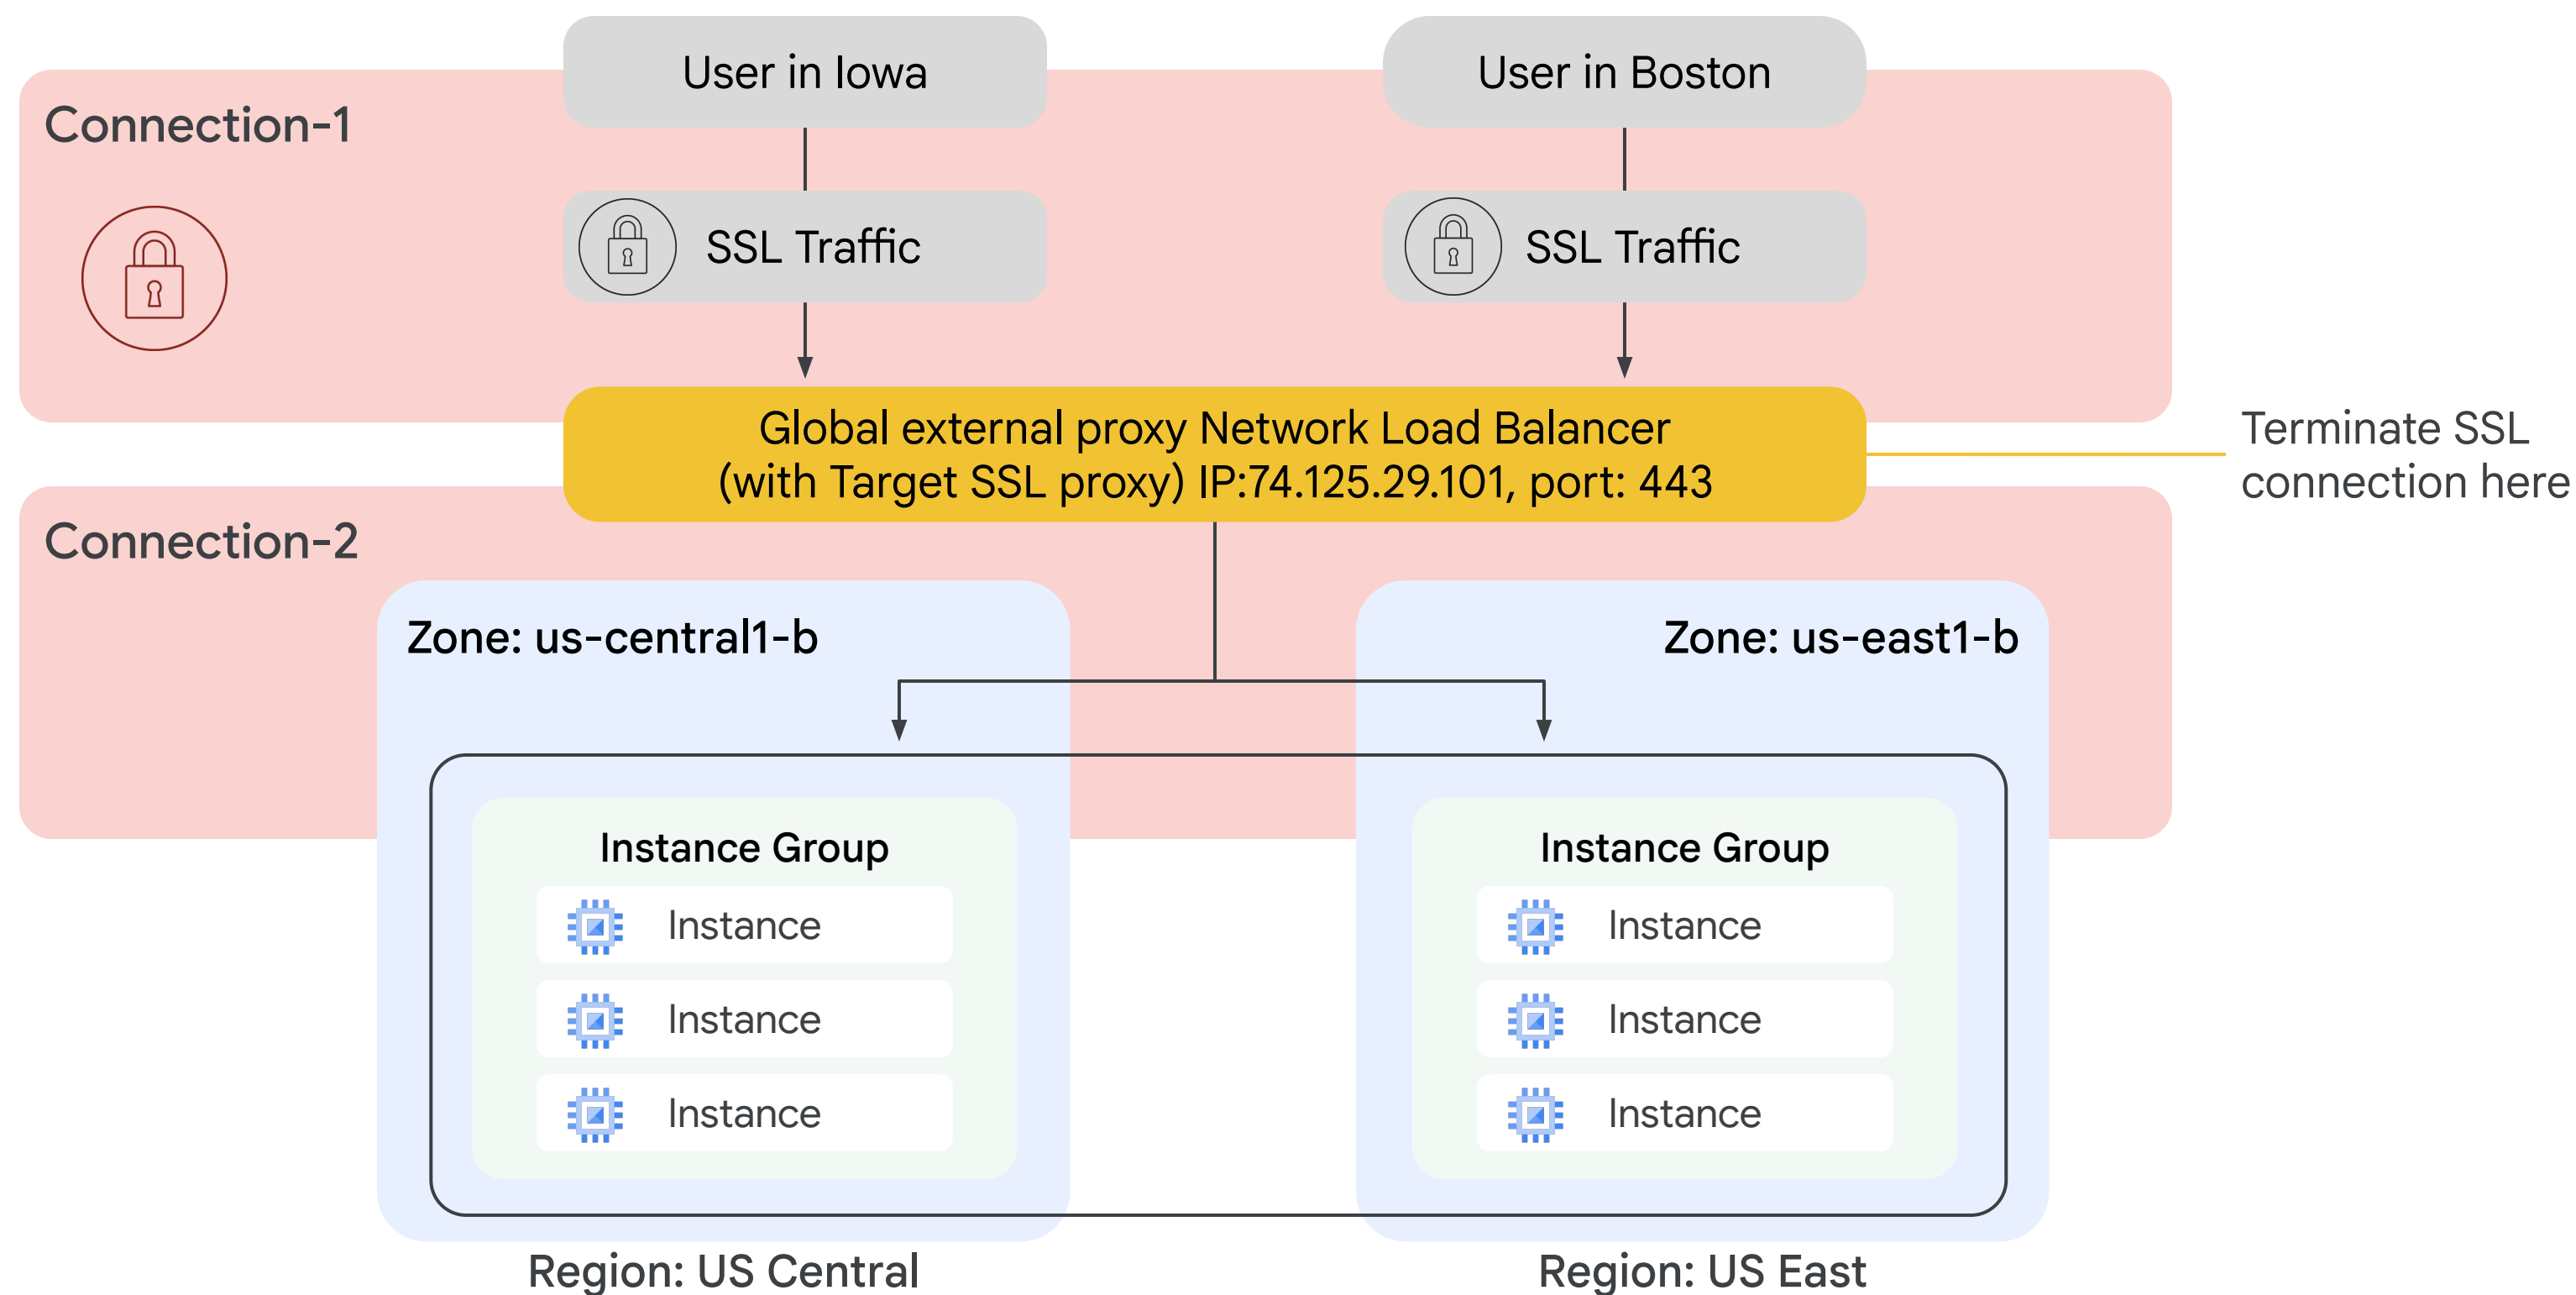 User in Iowa
User in Boston
Connection-1
SSL Traffic
SSL Traffic
Global external proxy Network Load Balancer
(with Target SSL proxy) IP:74.125.29.101, port: 443
Terminate SSL
connection here
Connection-2
Zone: us-central1-b
Zone: us-east1-b
Instance Group
Instance
Instance
Instance
Instance Group
Instance
Instance
Instance
Region: US Central
Region: US East